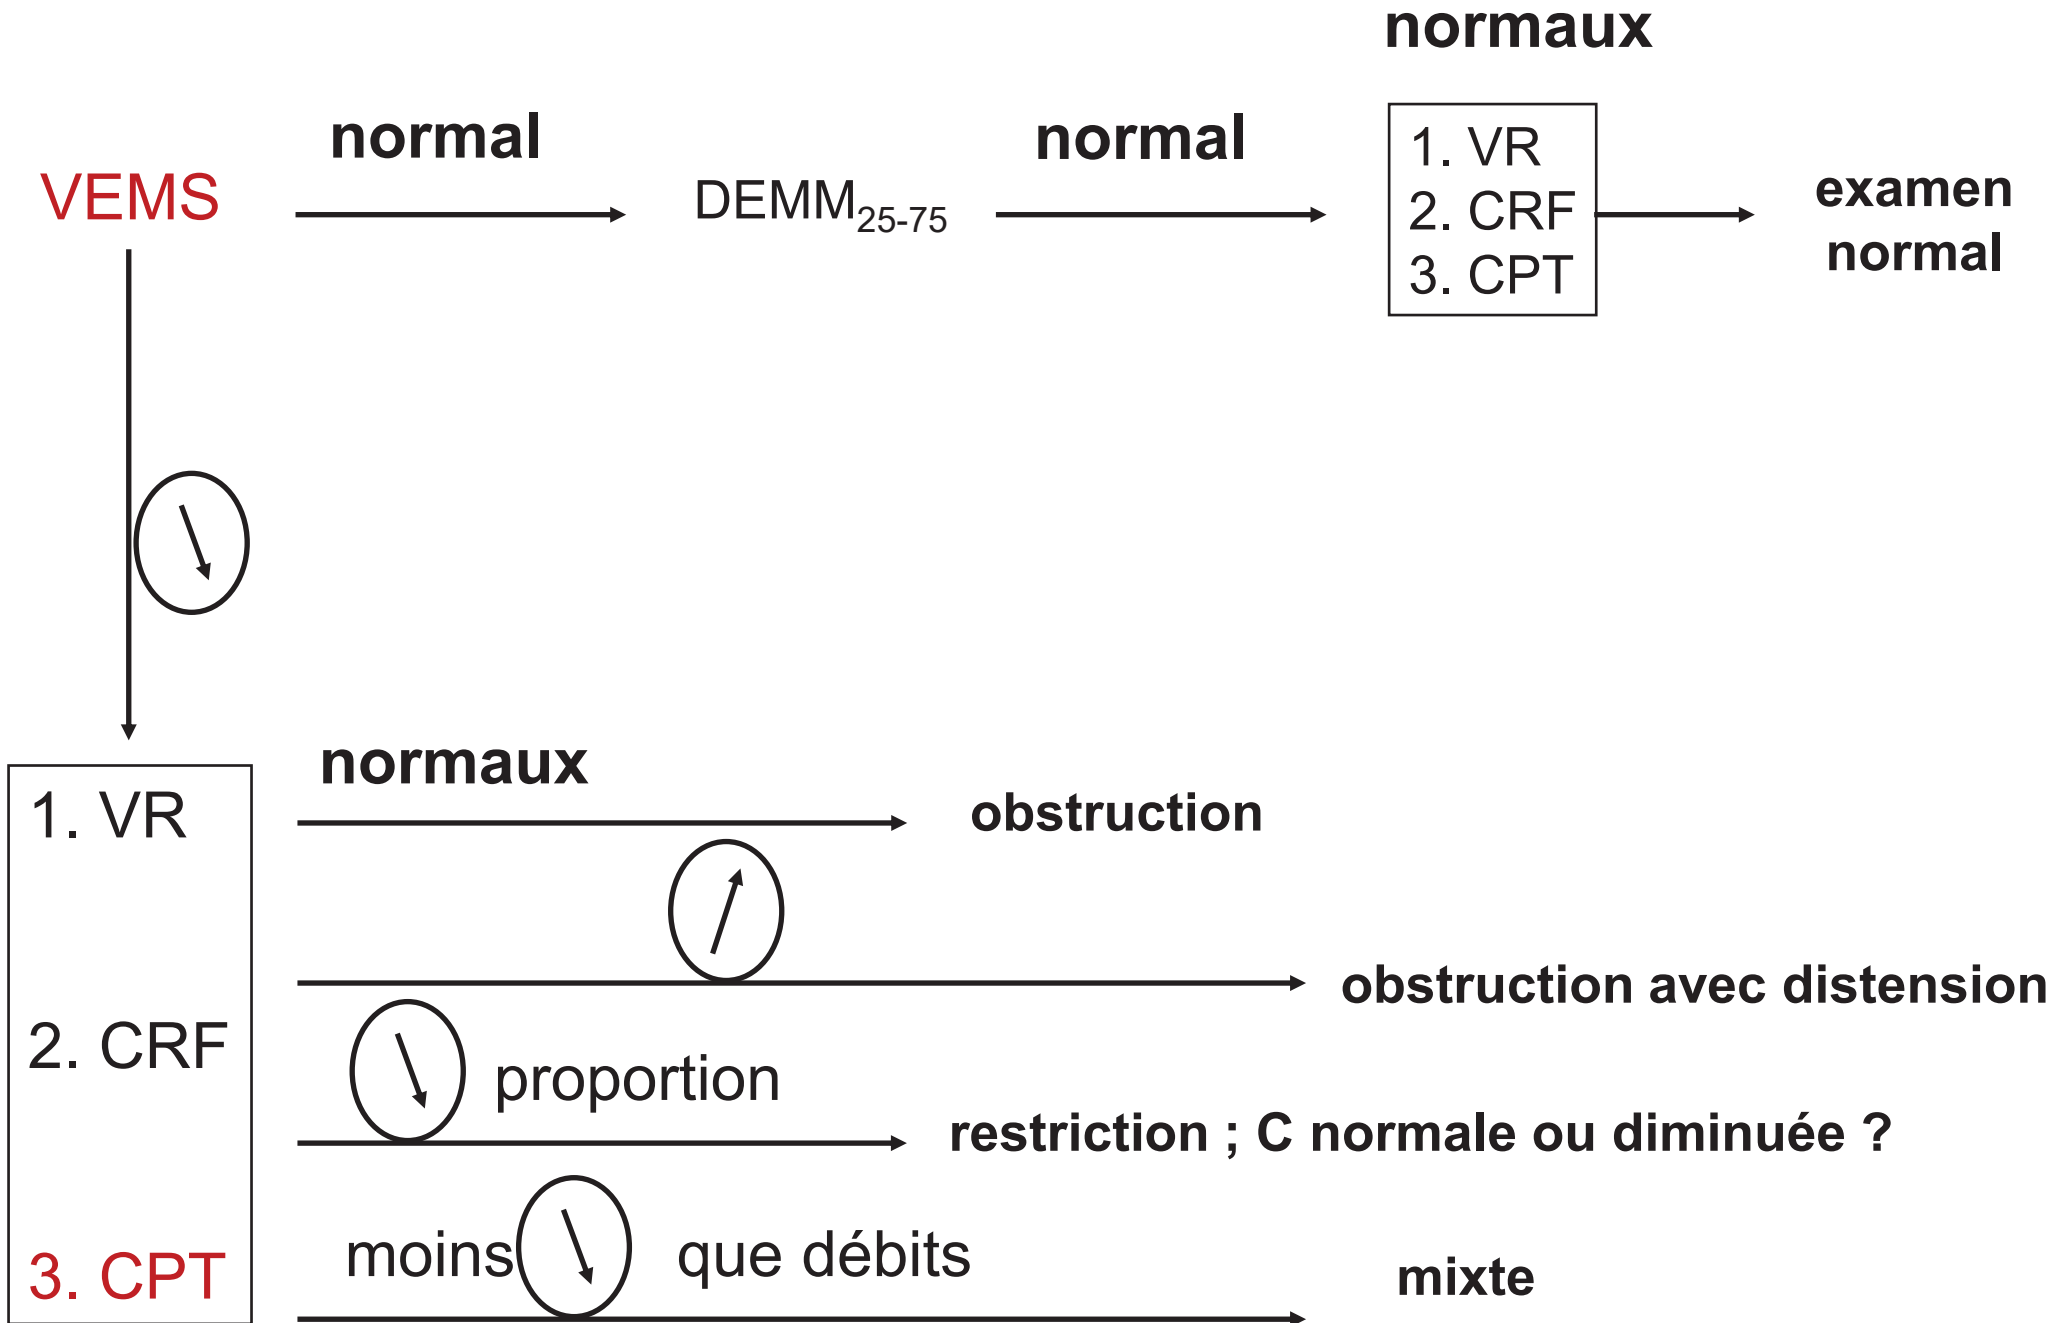 normaux
normal
normal
VEMS
DEMM25-75
1. VR
2. CRF
3. CPT
examen
normal
1. VR
2. CRF
3. CPT
normaux
obstruction
obstruction avec distension
proportion
restriction ; C normale ou diminuée ?
moins que débits
mixte